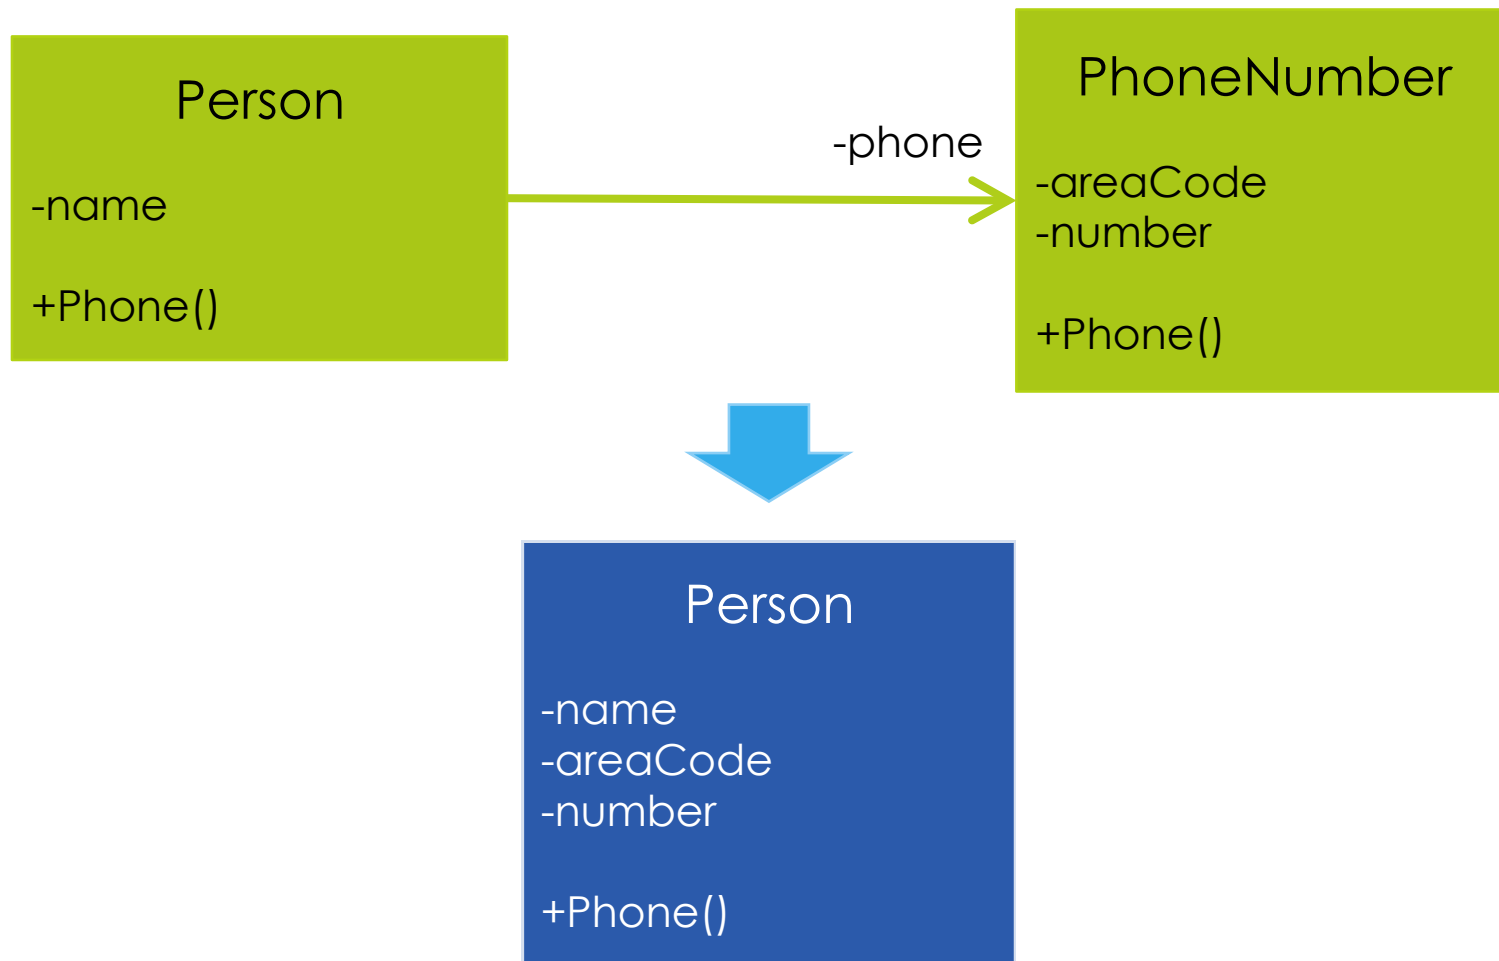 Person
-name
+Phone()
-phone
PhoneNumber
-areaCode
-number
+Phone()
Person
-name
-areaCode
-number
+Phone()